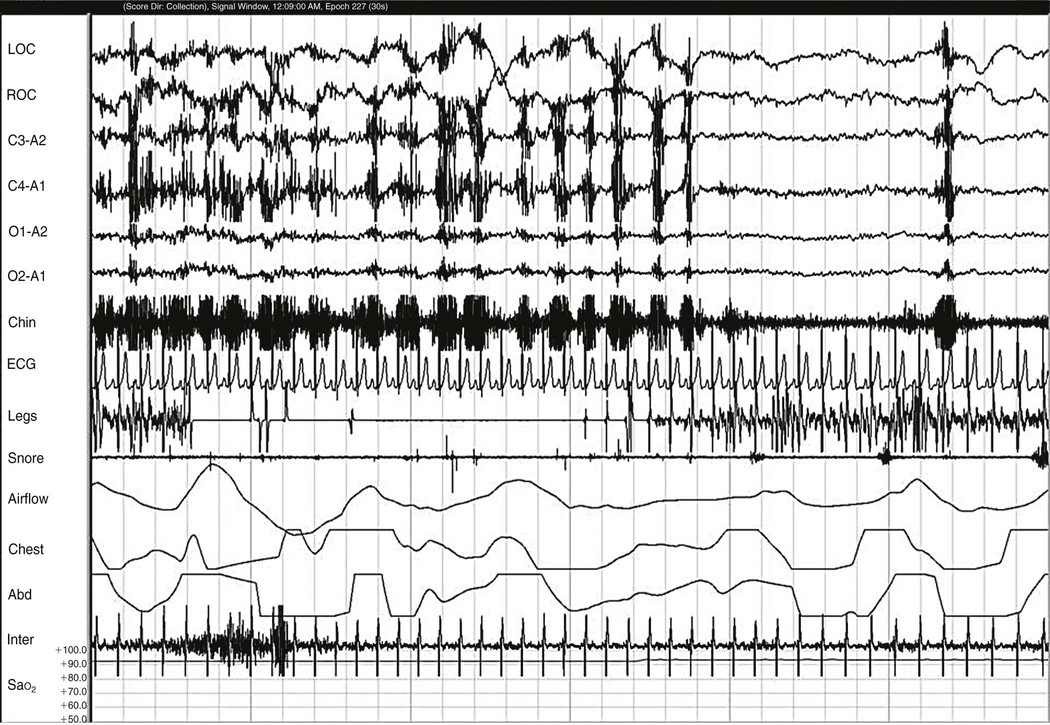 (Score Dir: Collection), Signal Window, 12:09:00 AM, Epoch 227 (30s)
LOC
ROC
C3-A2
C4-A1
O1-A2
O2-A1
Chin
ECG
Legs
Snore
Airflow
Chest
Abd
Inter
+100.0
+90.0
+80.0
Sao₂
+70.0
+60.0
+50.0